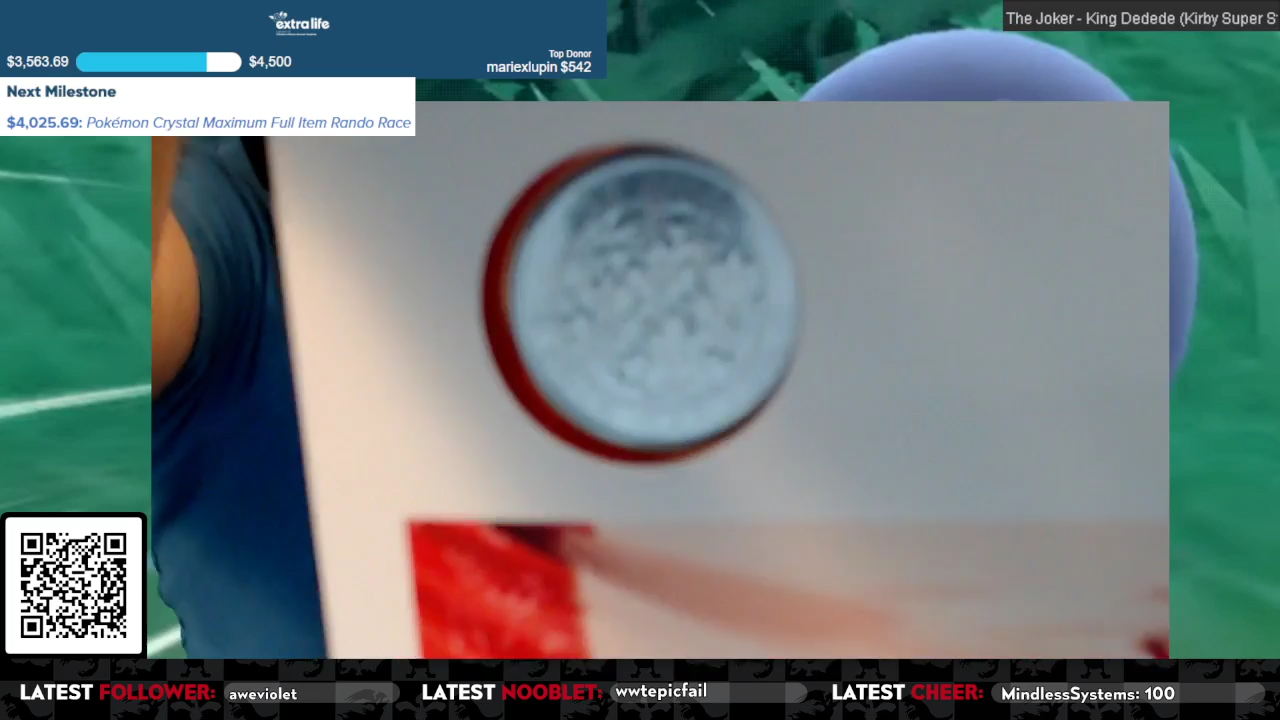 extralife
$3,563.69
$4,500
Top Donor
mariexlupin $542
The Joker - King Dedede (Kirby Super S
Next Milestone
$4,025.69: Pokémon Crystal Maximum Full Item Rando Race
LATEST FOLLOWER: aweviolet
LATEST NOOBLET: wwtepicfail
LATEST CHEER: MindlessSystems: 100